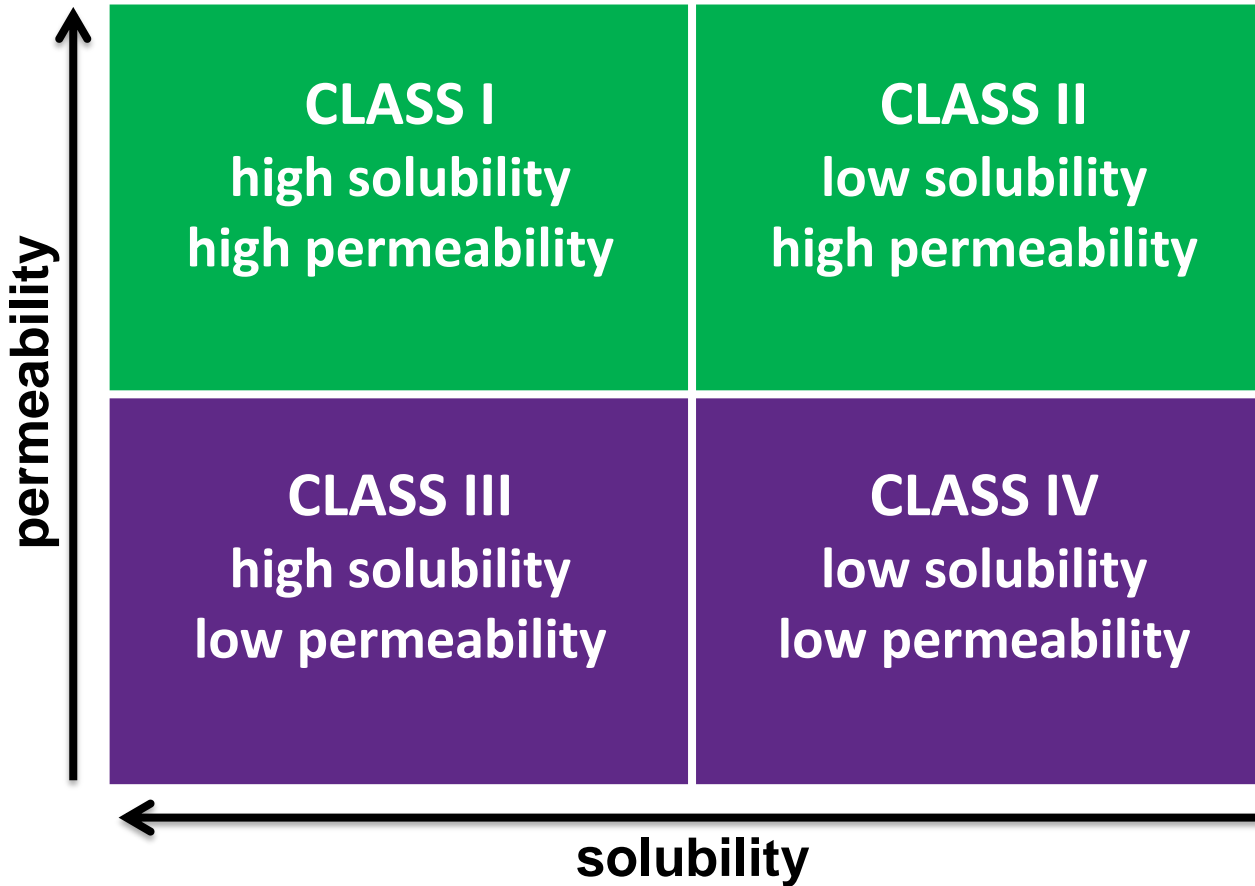 CLASS I
high solubility
high permeability
CLASS II
low solubility
high permeability
CLASS III
high solubility
low permeability
CLASS IV
low solubility
low permeability
permeability
solubility